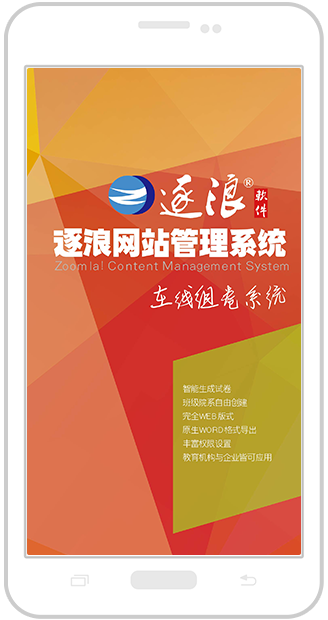 逐浪®
軟件
逐浪网站管理系统
Zoomlal Content Management System
在线组卷系统
智能生成试卷
班级院系自由创建
完全WEB版式
原生WORD格式导出
丰富权限设置
教育机构与企业皆可应用